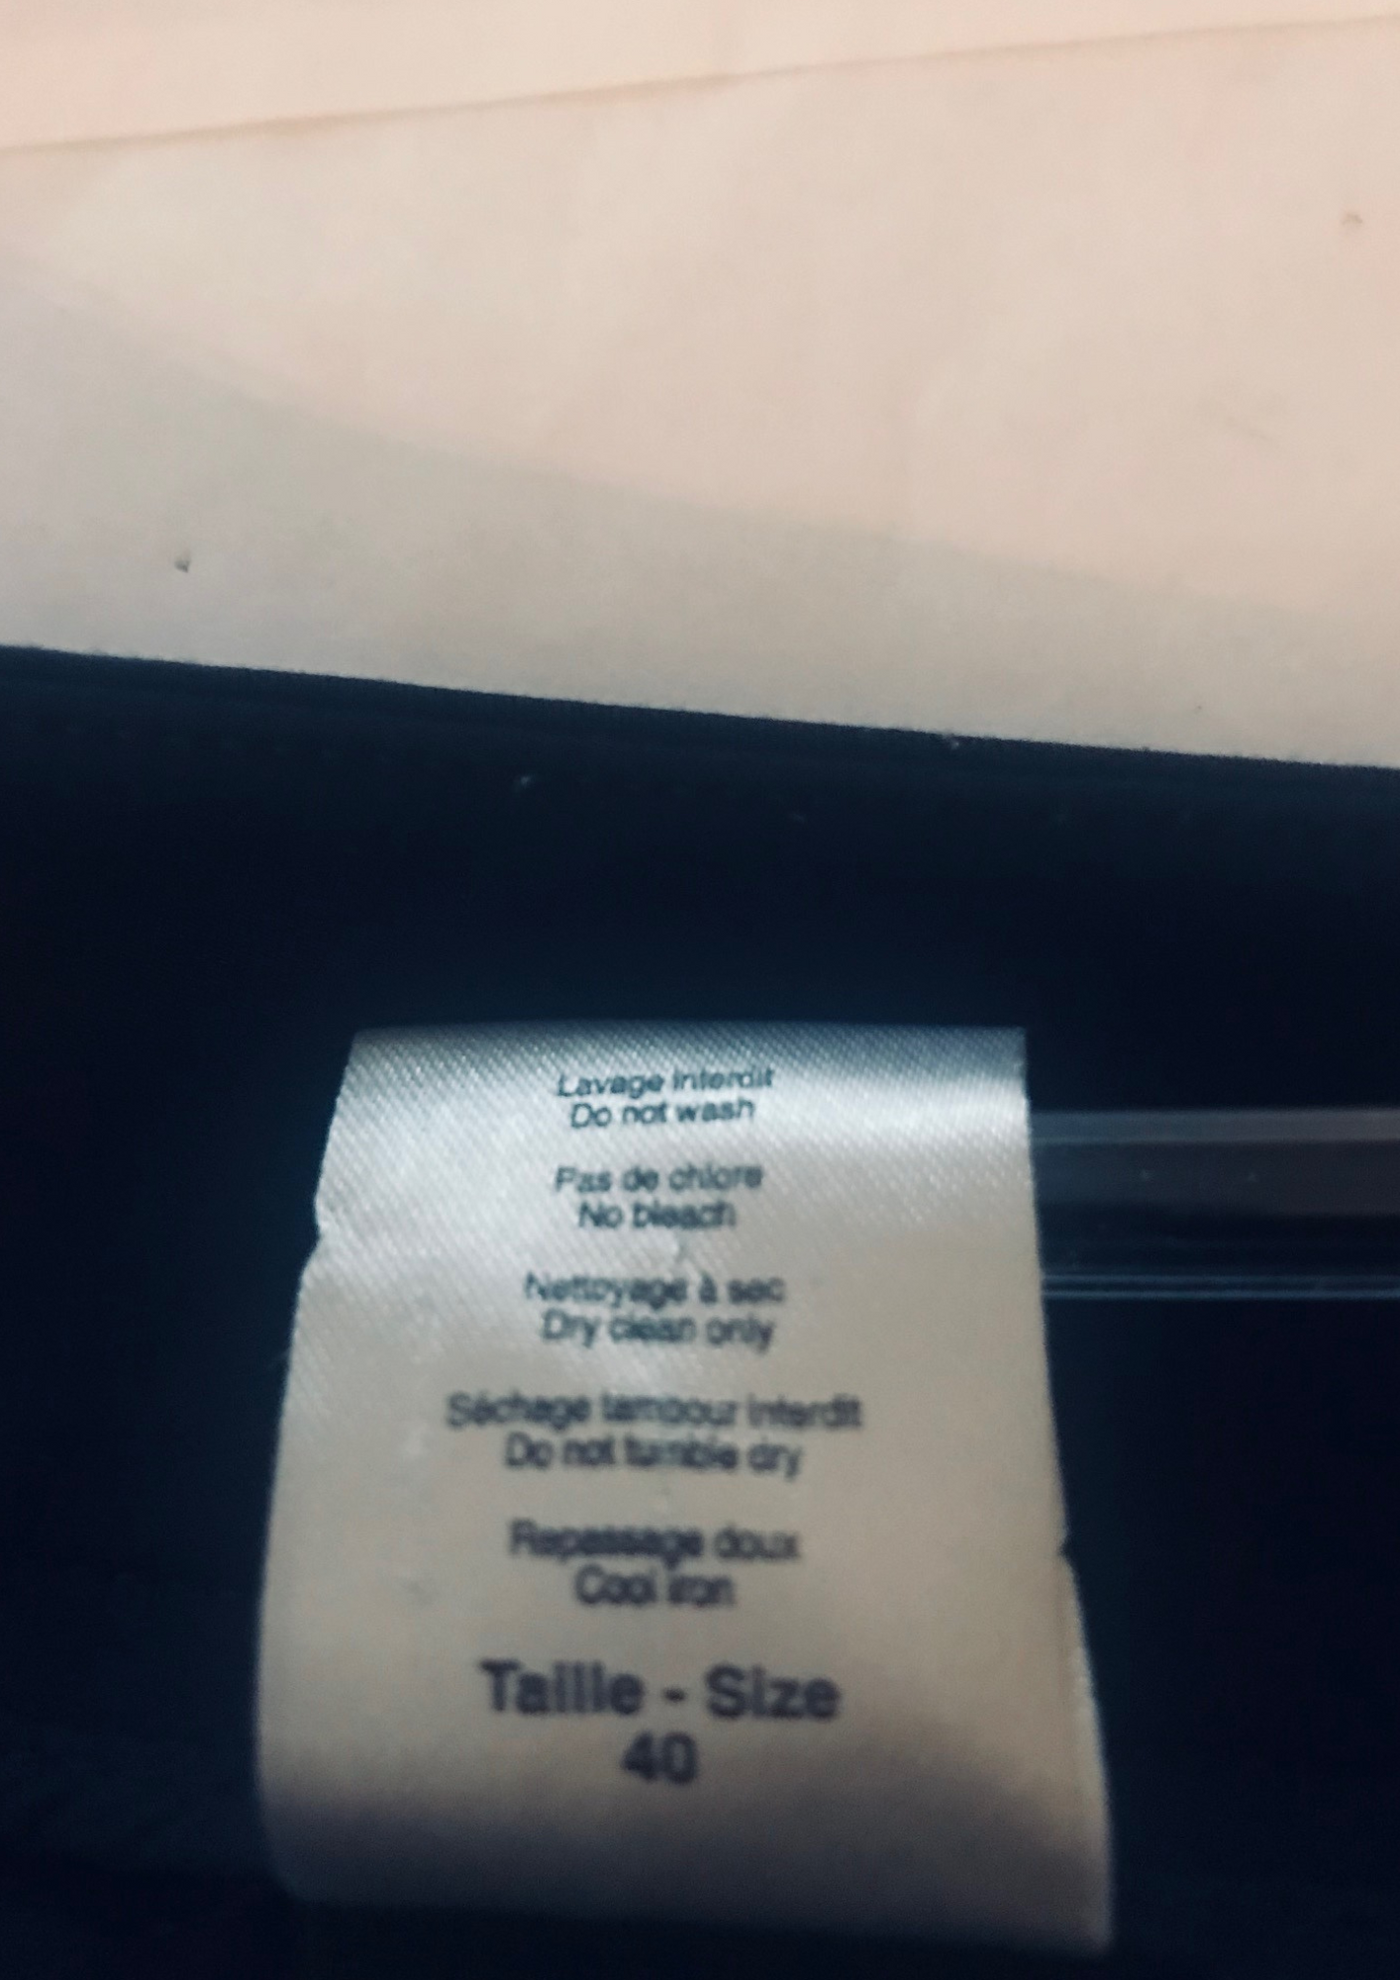 Lavage interdit
Do not wash
Pas de chlore
No bleach
Nettoyage à sec
Dry clean only
Séchage tambour interdit
Do not tumble dry
Repassage doux
Cool iron
Taille - Size
40